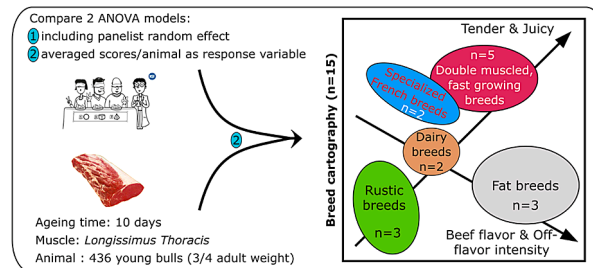 Compare 2 ANOVA models:
1 including panelist random effect
2 averaged scores/animal as response variable
2
Ageing time: 10 days
Muscle: Longissimus Thoracis
Animal : 436 young bulls (3/4 adult weight)
Breed cartography (n=15)
Tender & Juicy
n=5
Double muscled,
fast growing
breeds
Specialized
French breeds
n=2
Dairy
breeds
n=2
Rustic
breeds
n=3
Fat breeds
n=3
Beef flavor & Off-
flavor intensity